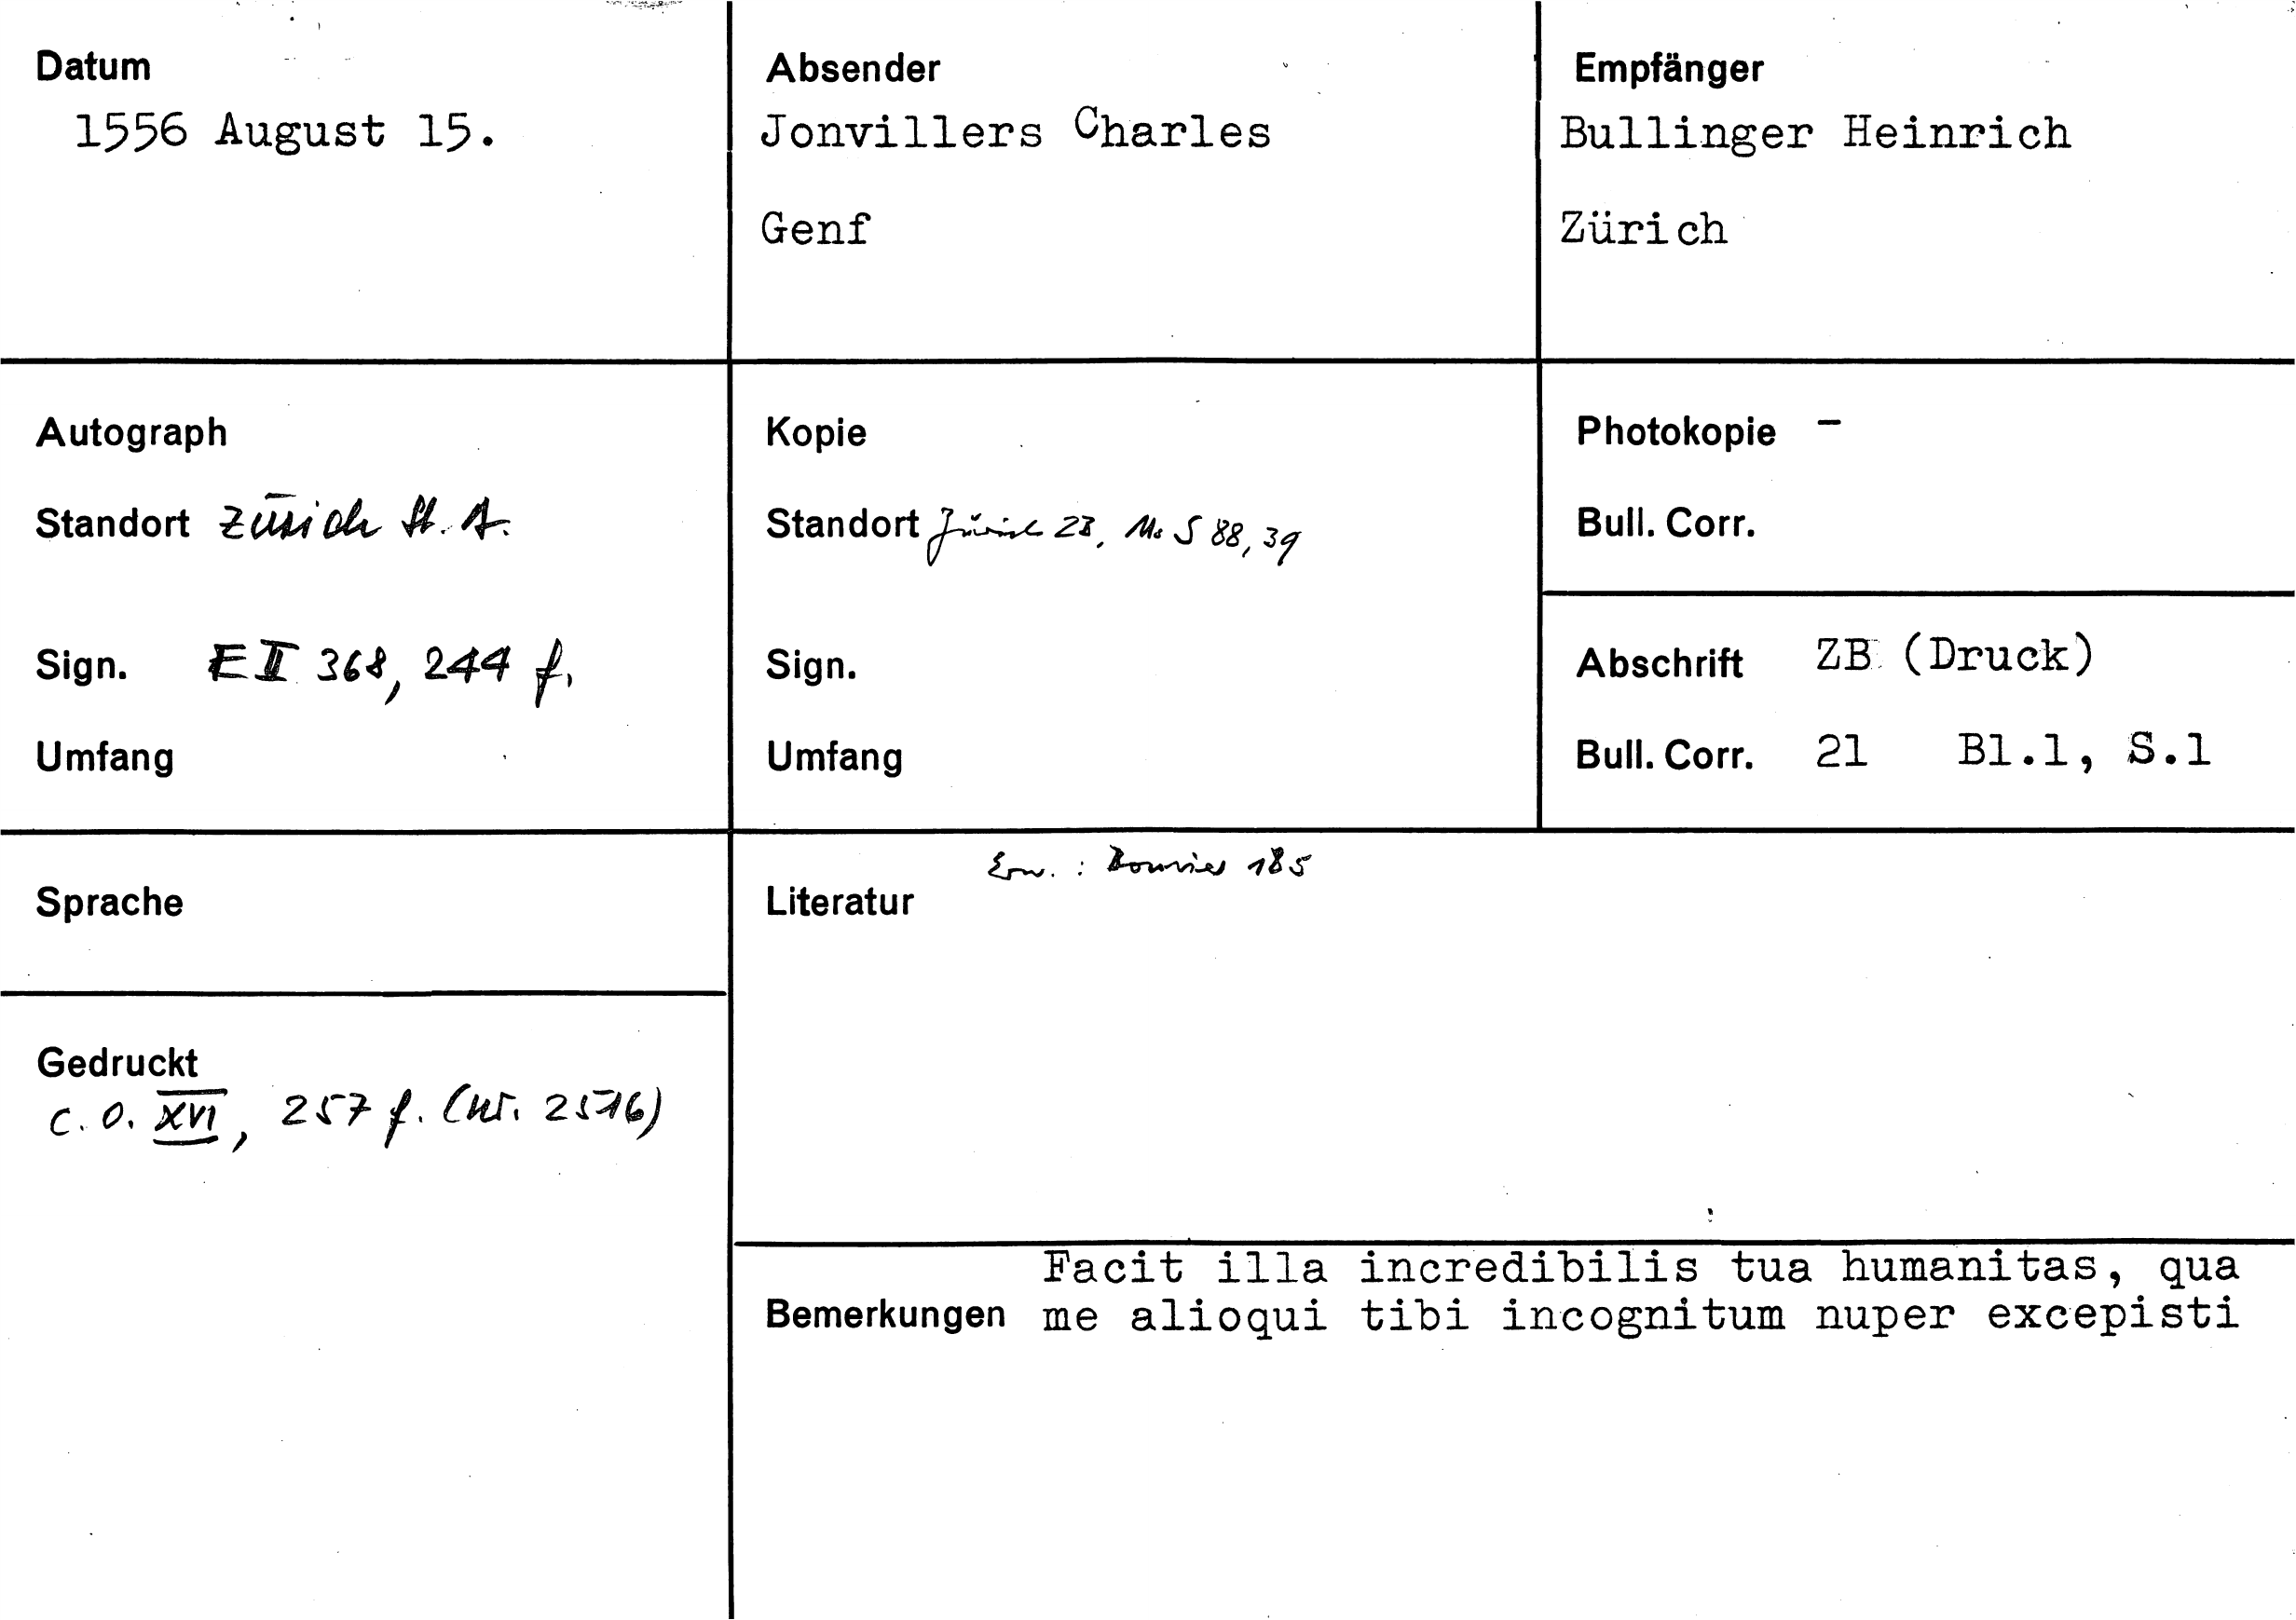 Datum
1556 August 15.
Absender
Jonvillers Charles
Genf
Empfänger
Bullinger Heinrich
Zürich
Autograph
Standort Zürich St. A.
Sign. E II 368, 244 f.
Umfang
Kopie
Standort Zürich ZB, Ms S 88, 39
Sign.
Umfang
Photokopie -
Bull. Corr.
Abschrift ZB (Druck)
Bull. Corr. 21 Bl.1, S.1
Sprache
Gedruckt
C. O. XVI, 257 f. (Nr. 2516)
Erw.: 185
Literatur
Facit illa incredibilis tua humanitas, qua
Bemerkungen me alioqui tibi incognitum nuper excepisti